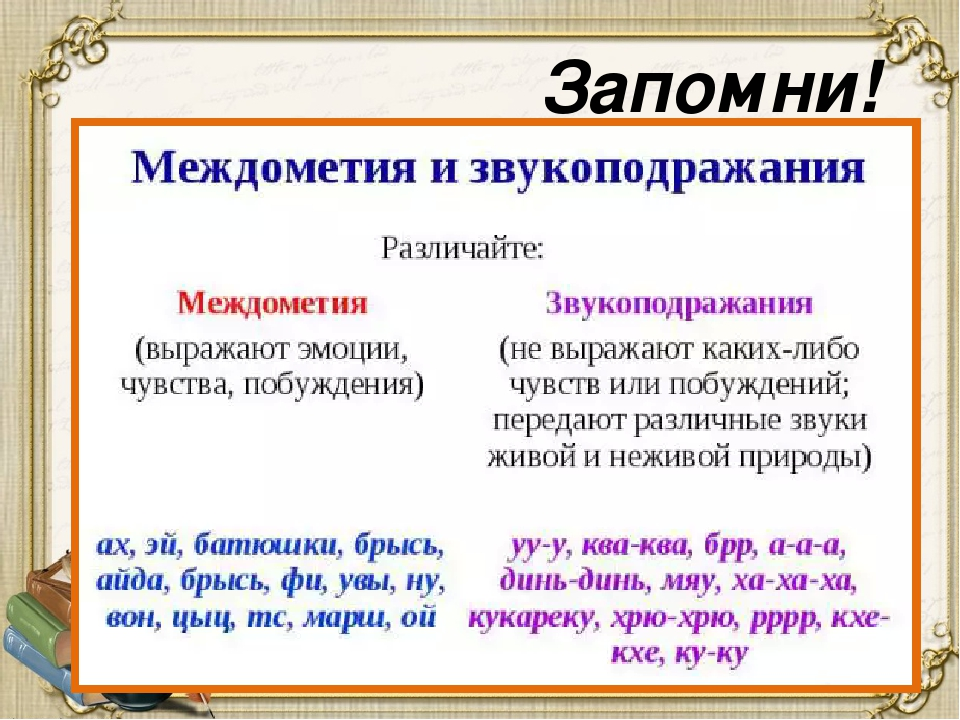 Запомни!
Междометия и звукоподражания
Различайте:
Междометия
(выражают эмоции,
чувства, побуждения)
ах, эй, батюшки, брысь,
айда, брысь, фи, увы, ну,
вон, цыц, тс, марш, ой
Звукоподражания
(не выражают каких-либо
чувств или побуждений;
передают различные звуки
живой и неживой природы)
уу-у, ква-ква, брр, а-а-а,
динь-динь, мяу, ха-ха-ха,
кукареку, хрю-хрю, рррр, кхе-
кхе, ку-ку